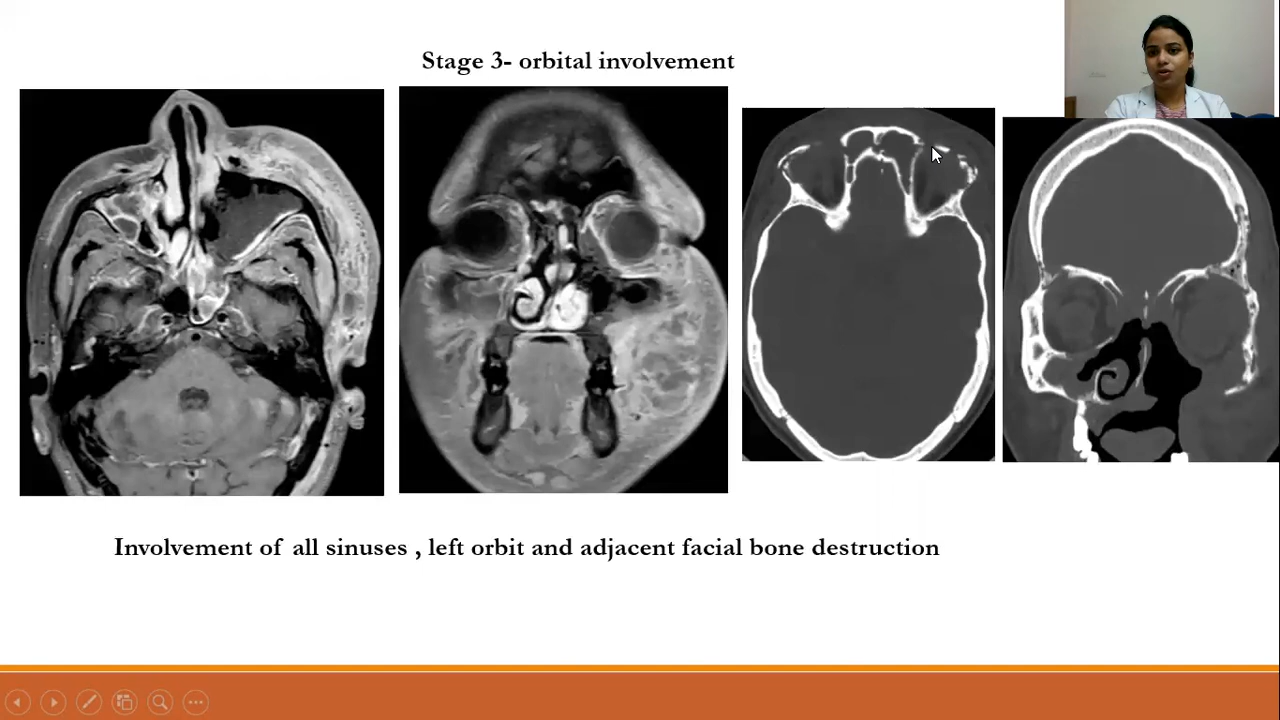 Stage 3- orbital involvement
Involvement of all sinuses , left orbit and adjacent facial bone destruction